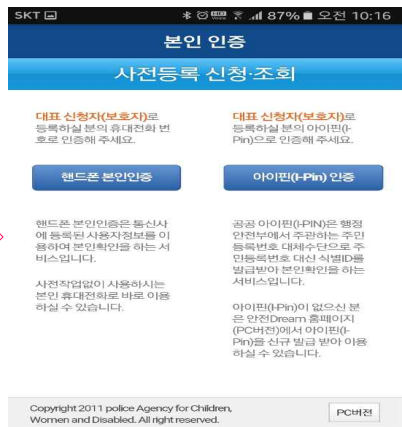 SKT 87% 오전 10:16
본인 인증
사전등록 신청·조회
대표 신청자(보호자)로
등록하실 분의 휴대전화 번
호로 인증해 주세요.
핸드폰 본인인증
핸드폰 본인인증은 통신사
에 등록된 사용자정보를 이
용하여 본인확인을 하는 서
비스입니다.
사전작업없이 사용하시는
본인 휴대전화로 바로 이용
하실 수 있습니다.
대표 신청자(보호자)로
등록하실 분의 아이핀(I-
Pin)으로 인증해 주세요.
아이핀(I-Pin) 인증
공공 아이핀(I-PIN)은 행정
안전부에서 주관하는 주민
등록번호 대체수단으로 주
민등록번호 대신 식별ID를
발급받아 본인확인을 하는
서비스입니다.
아이핀(I-Pin)이 없으신 분
은 안전Dream 홈페이지
(PC버전)에서 아이핀(I-
Pin)을 신규 발급 받아 이용
하실 수 있습니다.
Copyright 2011 police Agency for Children,
Women and Disabled. All right reserved.
PC버전